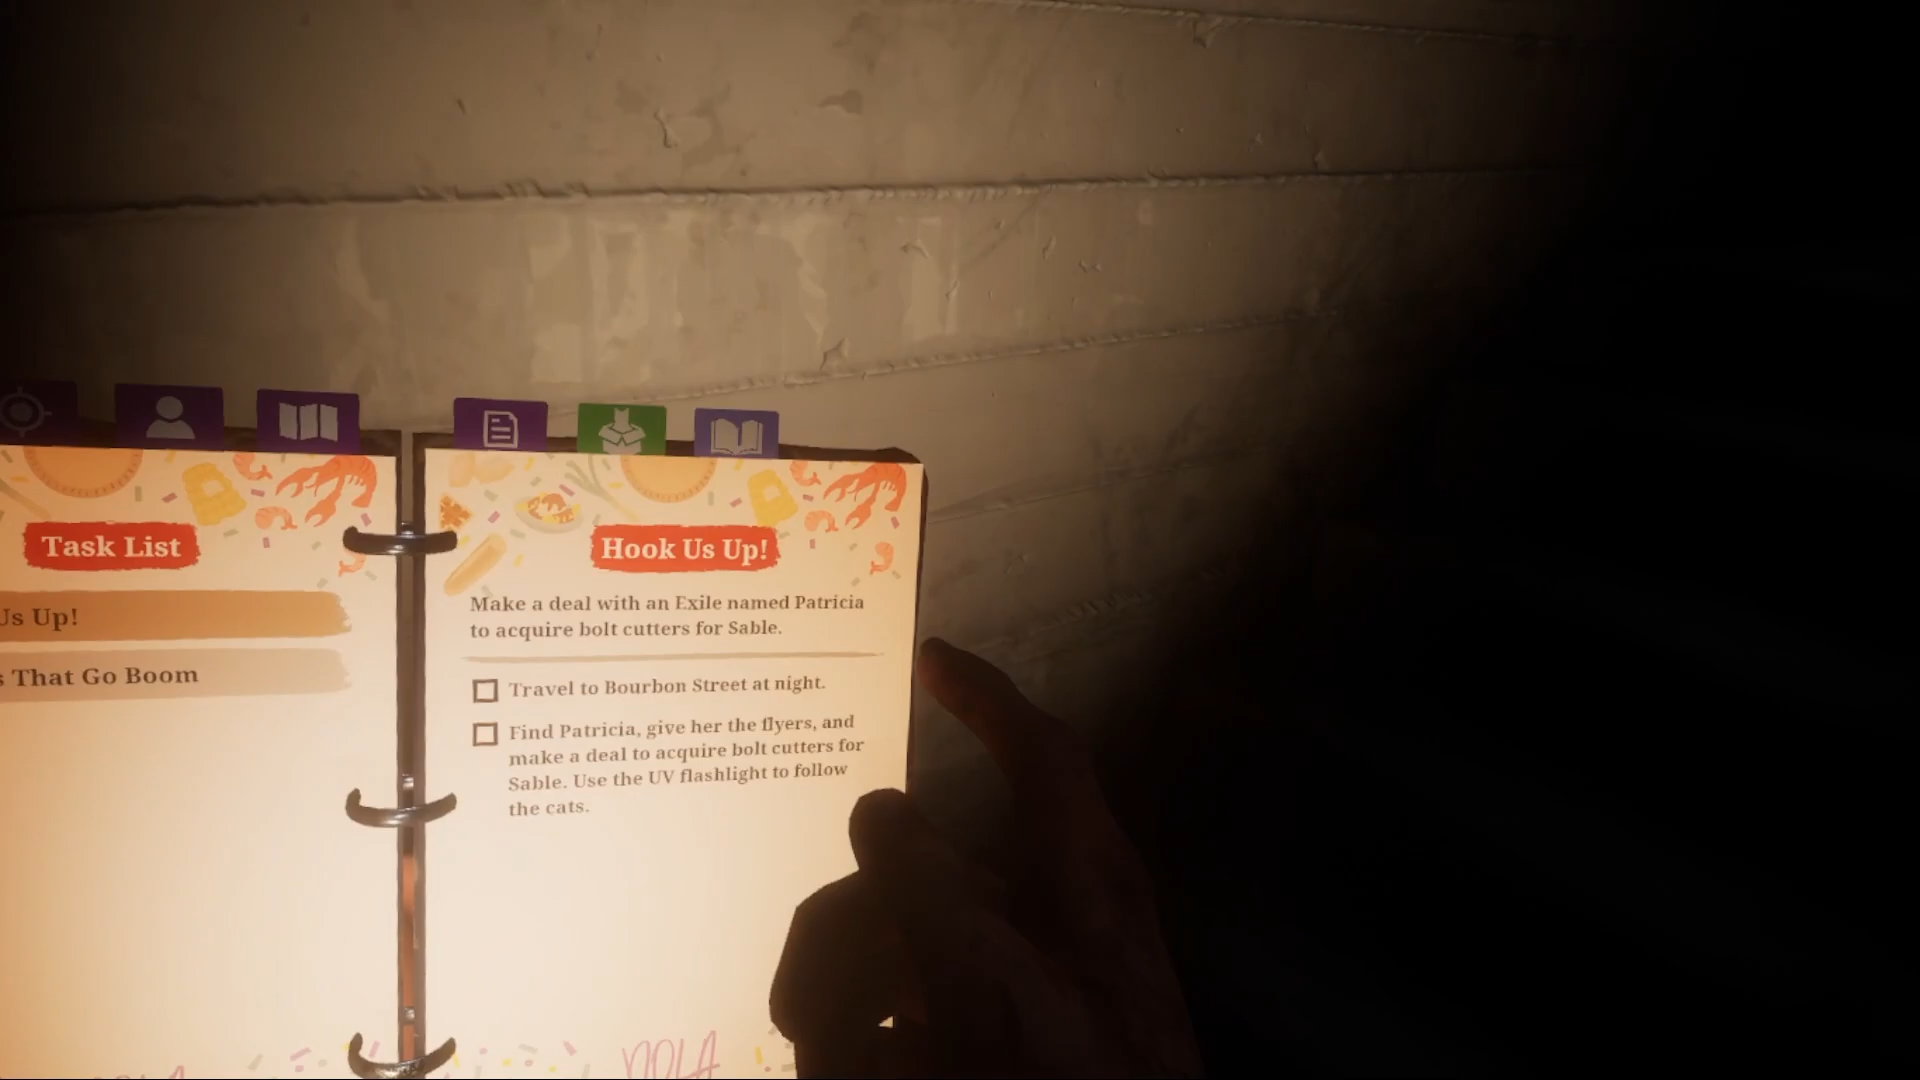 Task List
Us Up!
s That Go Boom
Hook Us Up!
Make a deal with an Exile named Patricia
to acquire bolt cutters for Sable.
Travel to Bourbon Street at night.
Find Patricia, give her the flyers, and
make a deal to acquire bolt cutters for
Sable. Use the UV flashlight to follow
the cats.
NOLA